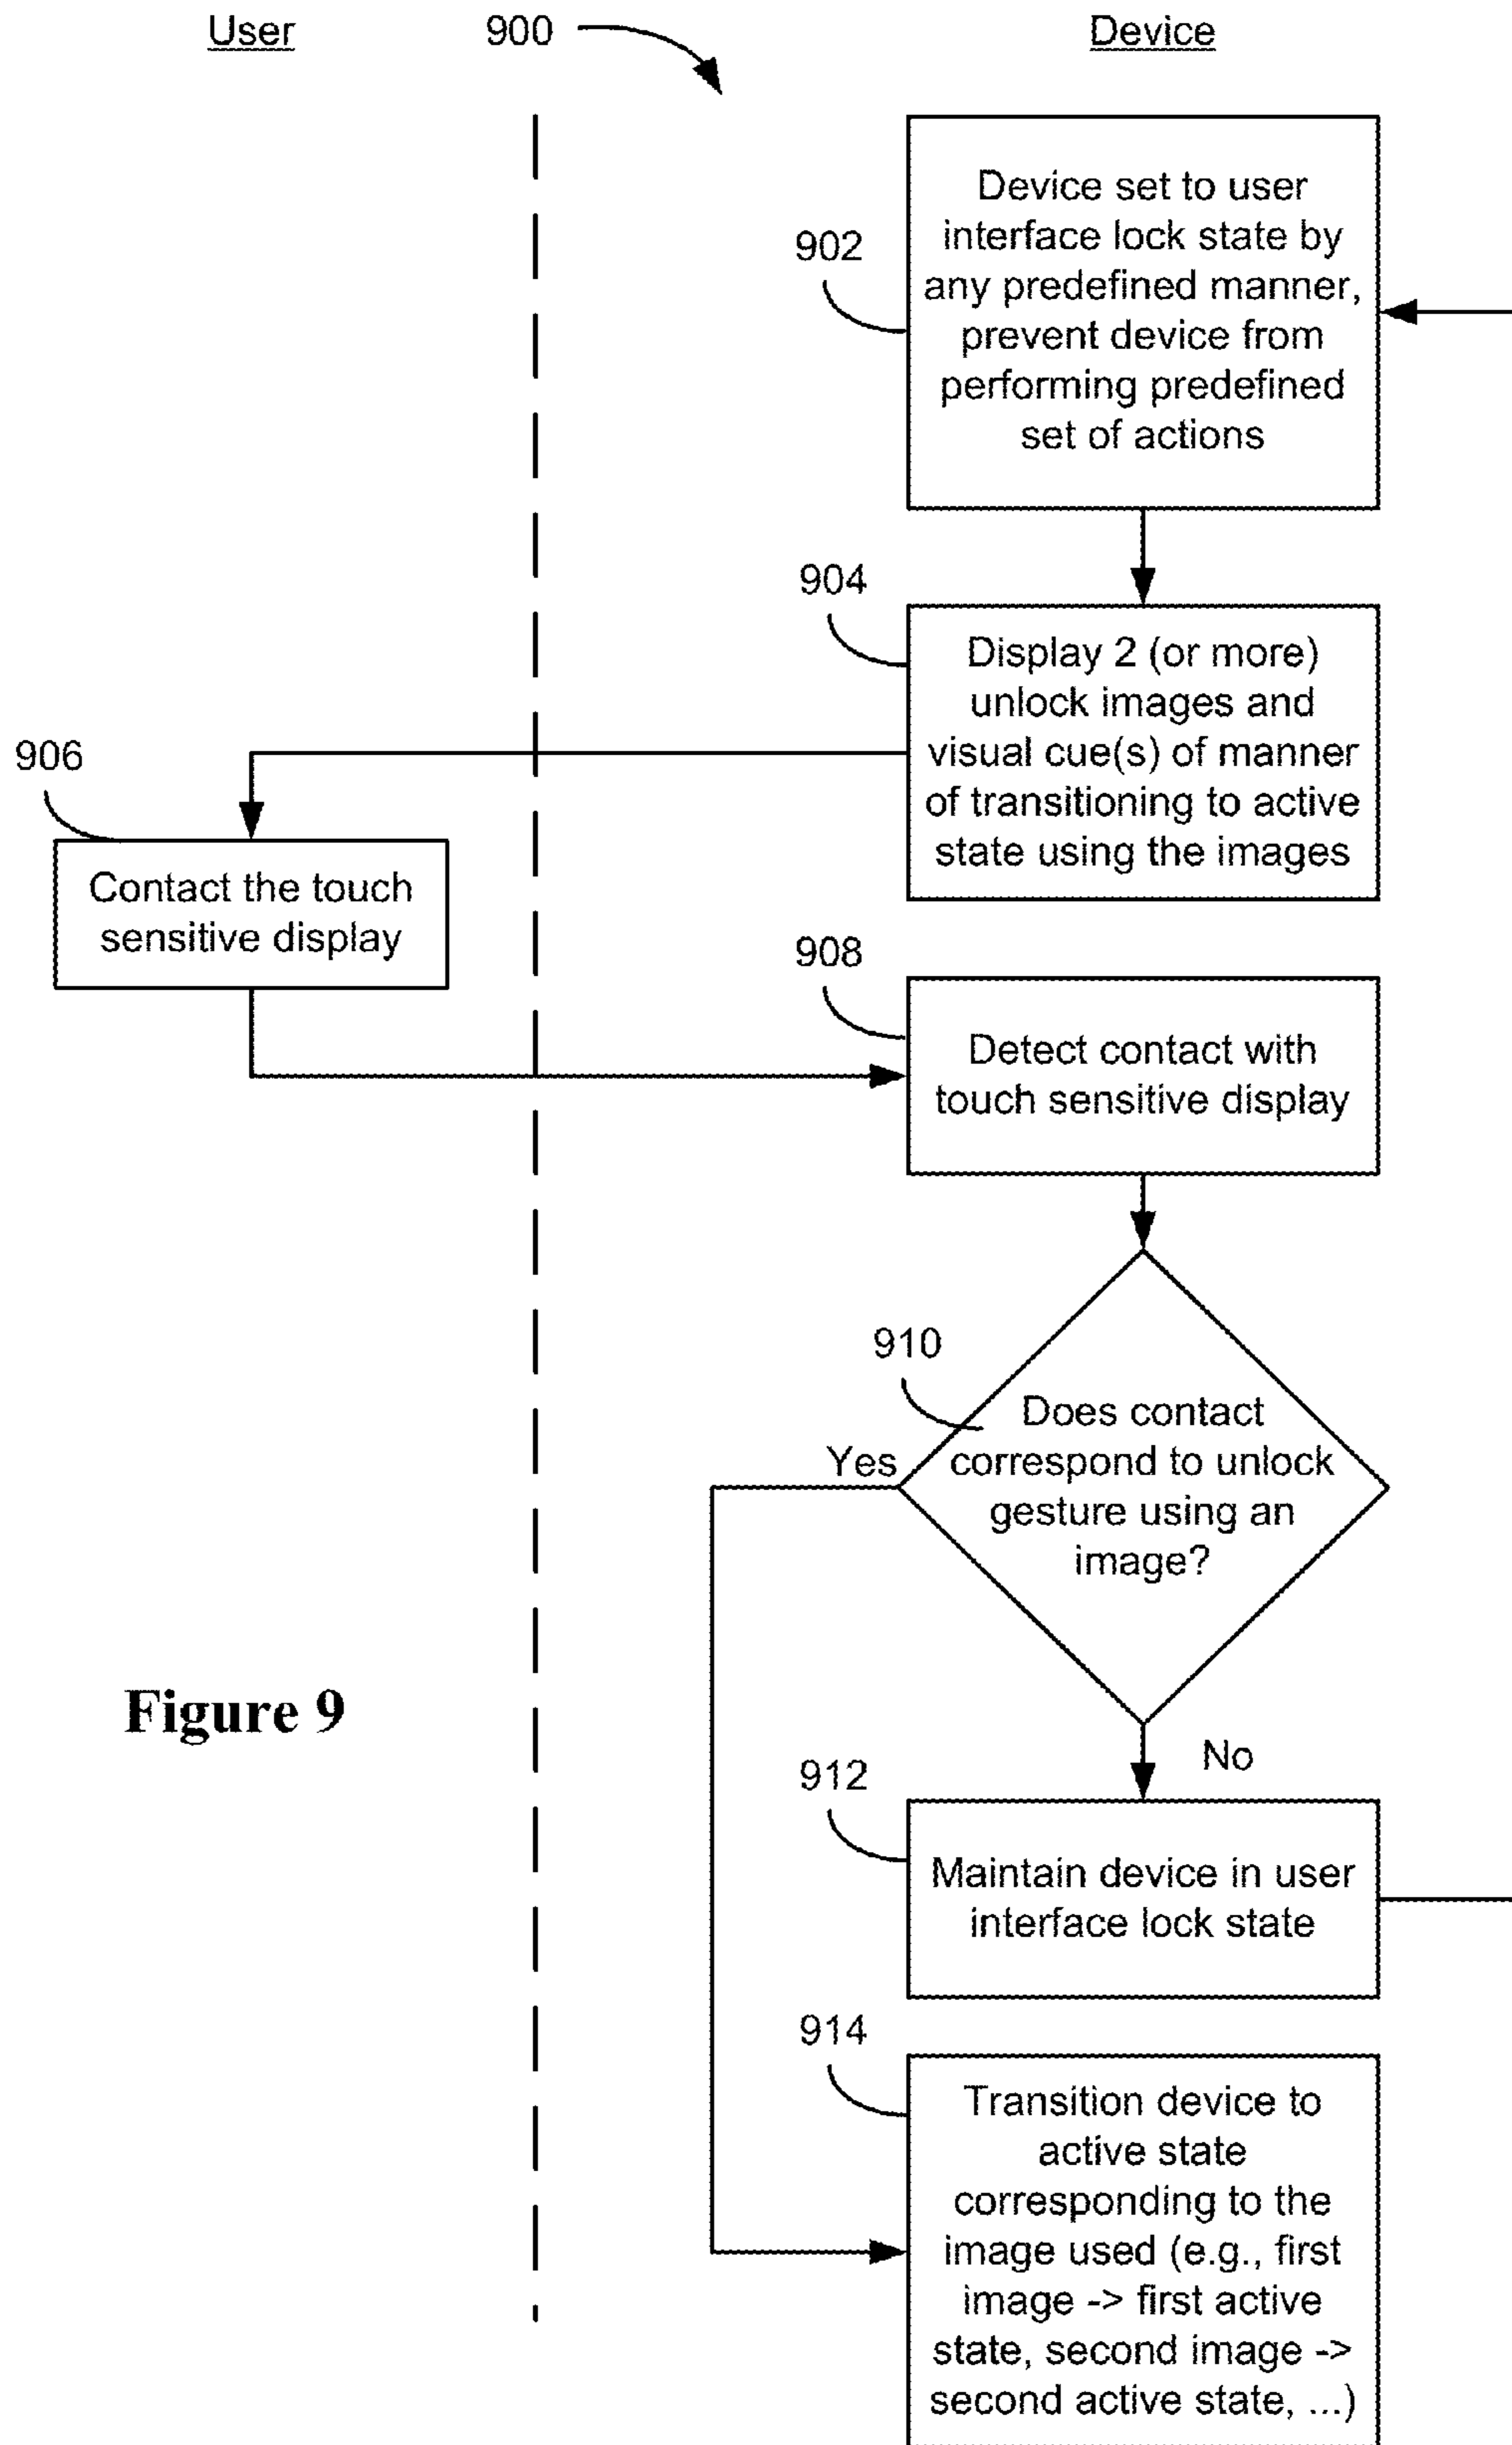 User
900
Device
902
Device set to user
interface lock state by
any predefined manner,
prevent device from
performing predefined
set of actions
904
Display 2 (or more)
unlock images and
visual cue(s) of manner
of transitioning to active
state using the images
906
Contact the touch
sensitive display
908
Detect contact with
touch sensitive display
910
Does contact
correspond to unlock
gesture using an
image?
Yes
No
Figure 9
912
Maintain device in user
interface lock state
914
Transition device to
active state
corresponding to the
image used (e.g., first
image -> first active
state, second image ->
second active state, ...)